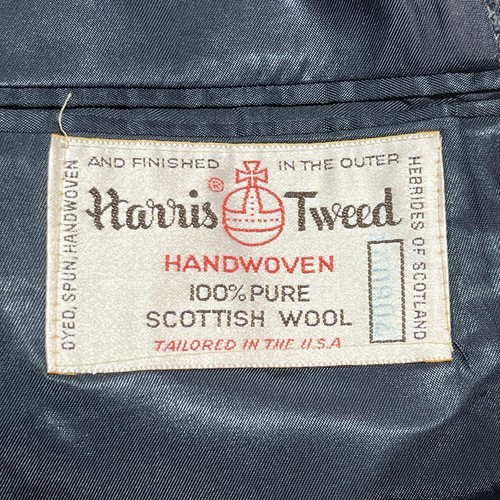 DYED, SPUN, HANDWOVEN
AND FINISHED IN THE OUTER
HEBRIDES OF SCOTLAND
Harris® Tweed
HANDWOVEN
100% PURE
SCOTTISH WOOL
TAILORED IN THE U.S.A